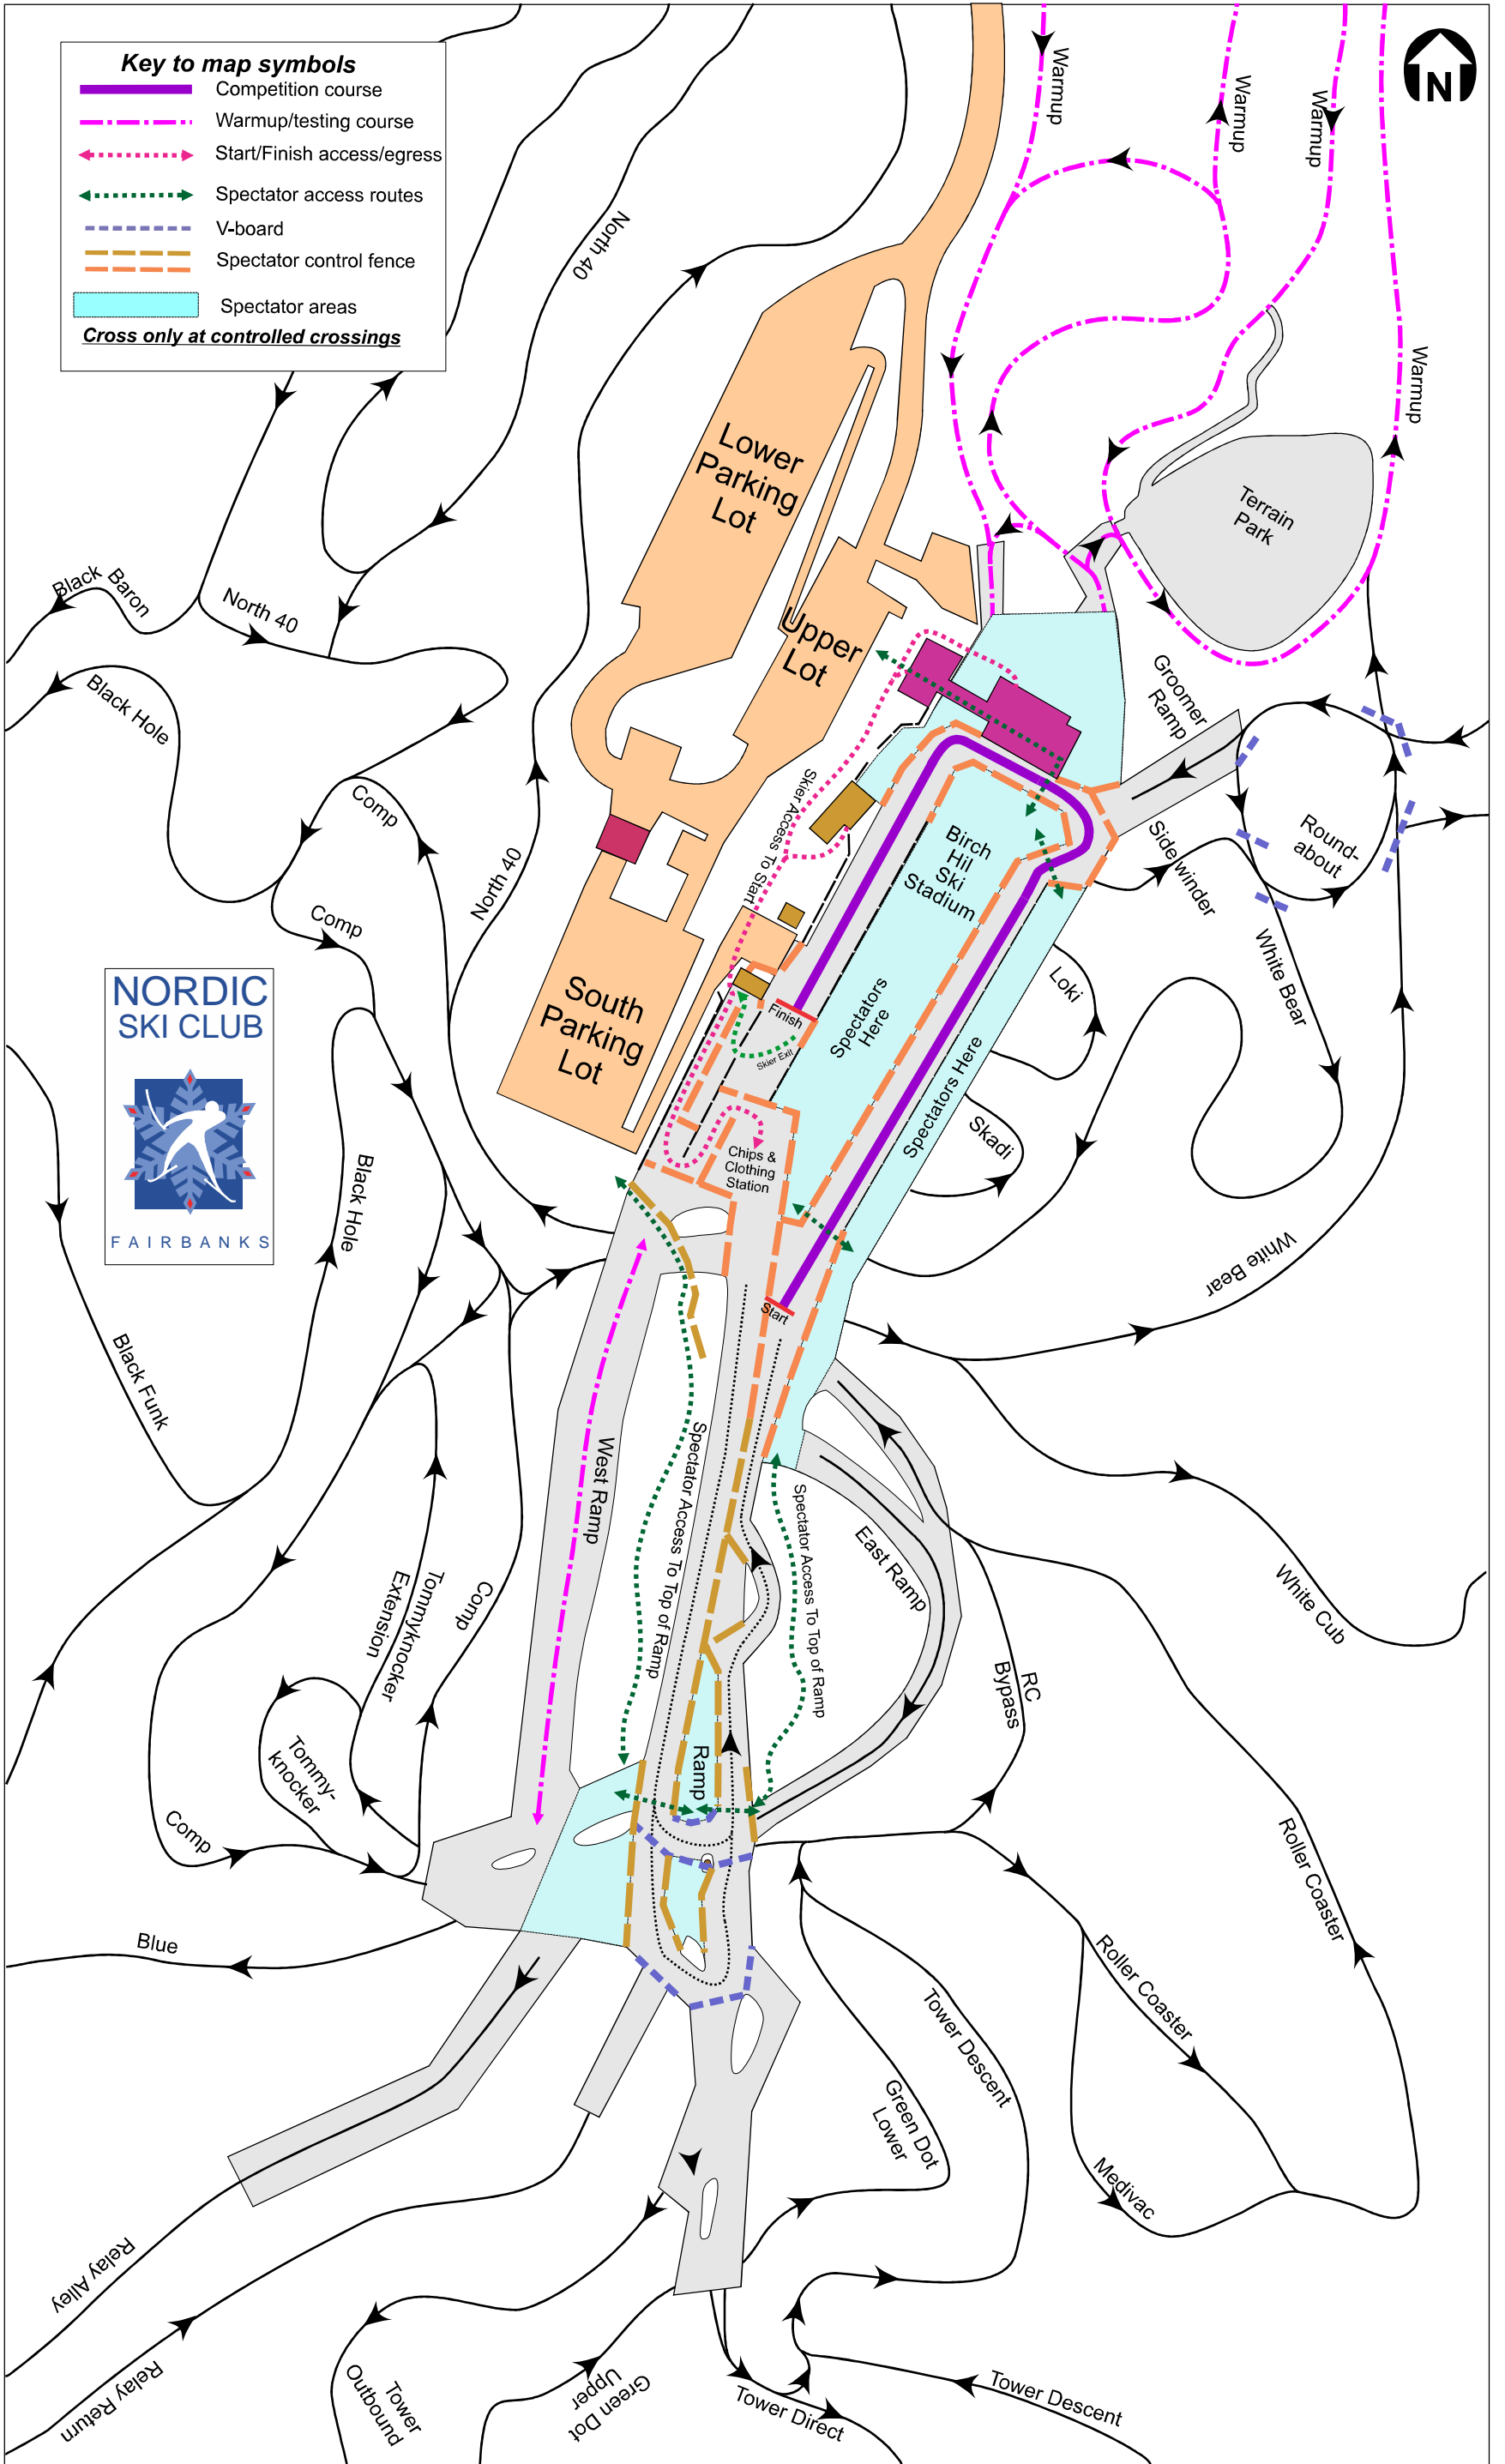 Key to map symbols
Competition course
Warmup/testing course
Start/Finish access/egress
Spectator access routes
V-board
Spectator control fence
Spectator areas
Cross only at controlled crossings
N
Warmup
Warmup
Warmup
Warmup
North 40
Lower
Parking
Lot
Terrain
Park
Black Baron
North 40
Upper
Lot
Black Hole
Groomer
Ramp
Comp
Skier Access To Start
Birch
Hil
Ski
Stadium
Side winder
Round-
about
North 40
Comp
White Bear
NORDIC
SKI CLUB
FAIRBANKS
South
Parking
Lot
Finish
Skier Exit
Spectators
Here
Loki
Spectators Here
Skadi
Chips &
Clothing
Station
Black Hole
White Bear
Start
Black Funk
West Ramp
Spectator Access To Top of Ramp
Spectator Access To Top of Ramp
East Ramp
White Cub
Tommyknocker
Extension
Comp
RC
Bypass
Tommy-
knocker
Ramp
Comp
Roller Coaster
Blue
Roller Coaster
Tower Descent
Green Dot
Lower
Medivac
Relay Alley
Relay Return
Tower
Outbound
Green Dot
Upper
Tower Direct
Tower Descent